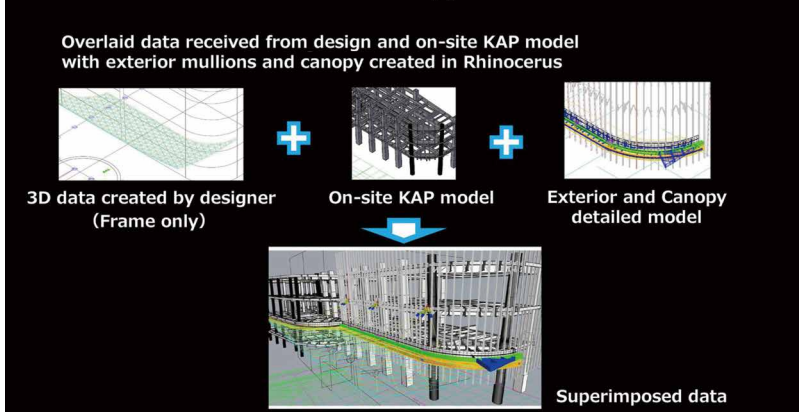 Overlaid data received from design and on-site KAP model
with exterior mullions and canopy created in Rhinocerus
3D data created by designer
(Frame only)
On-site KAP model
Exterior and Canopy
detailed model
Superimposed data